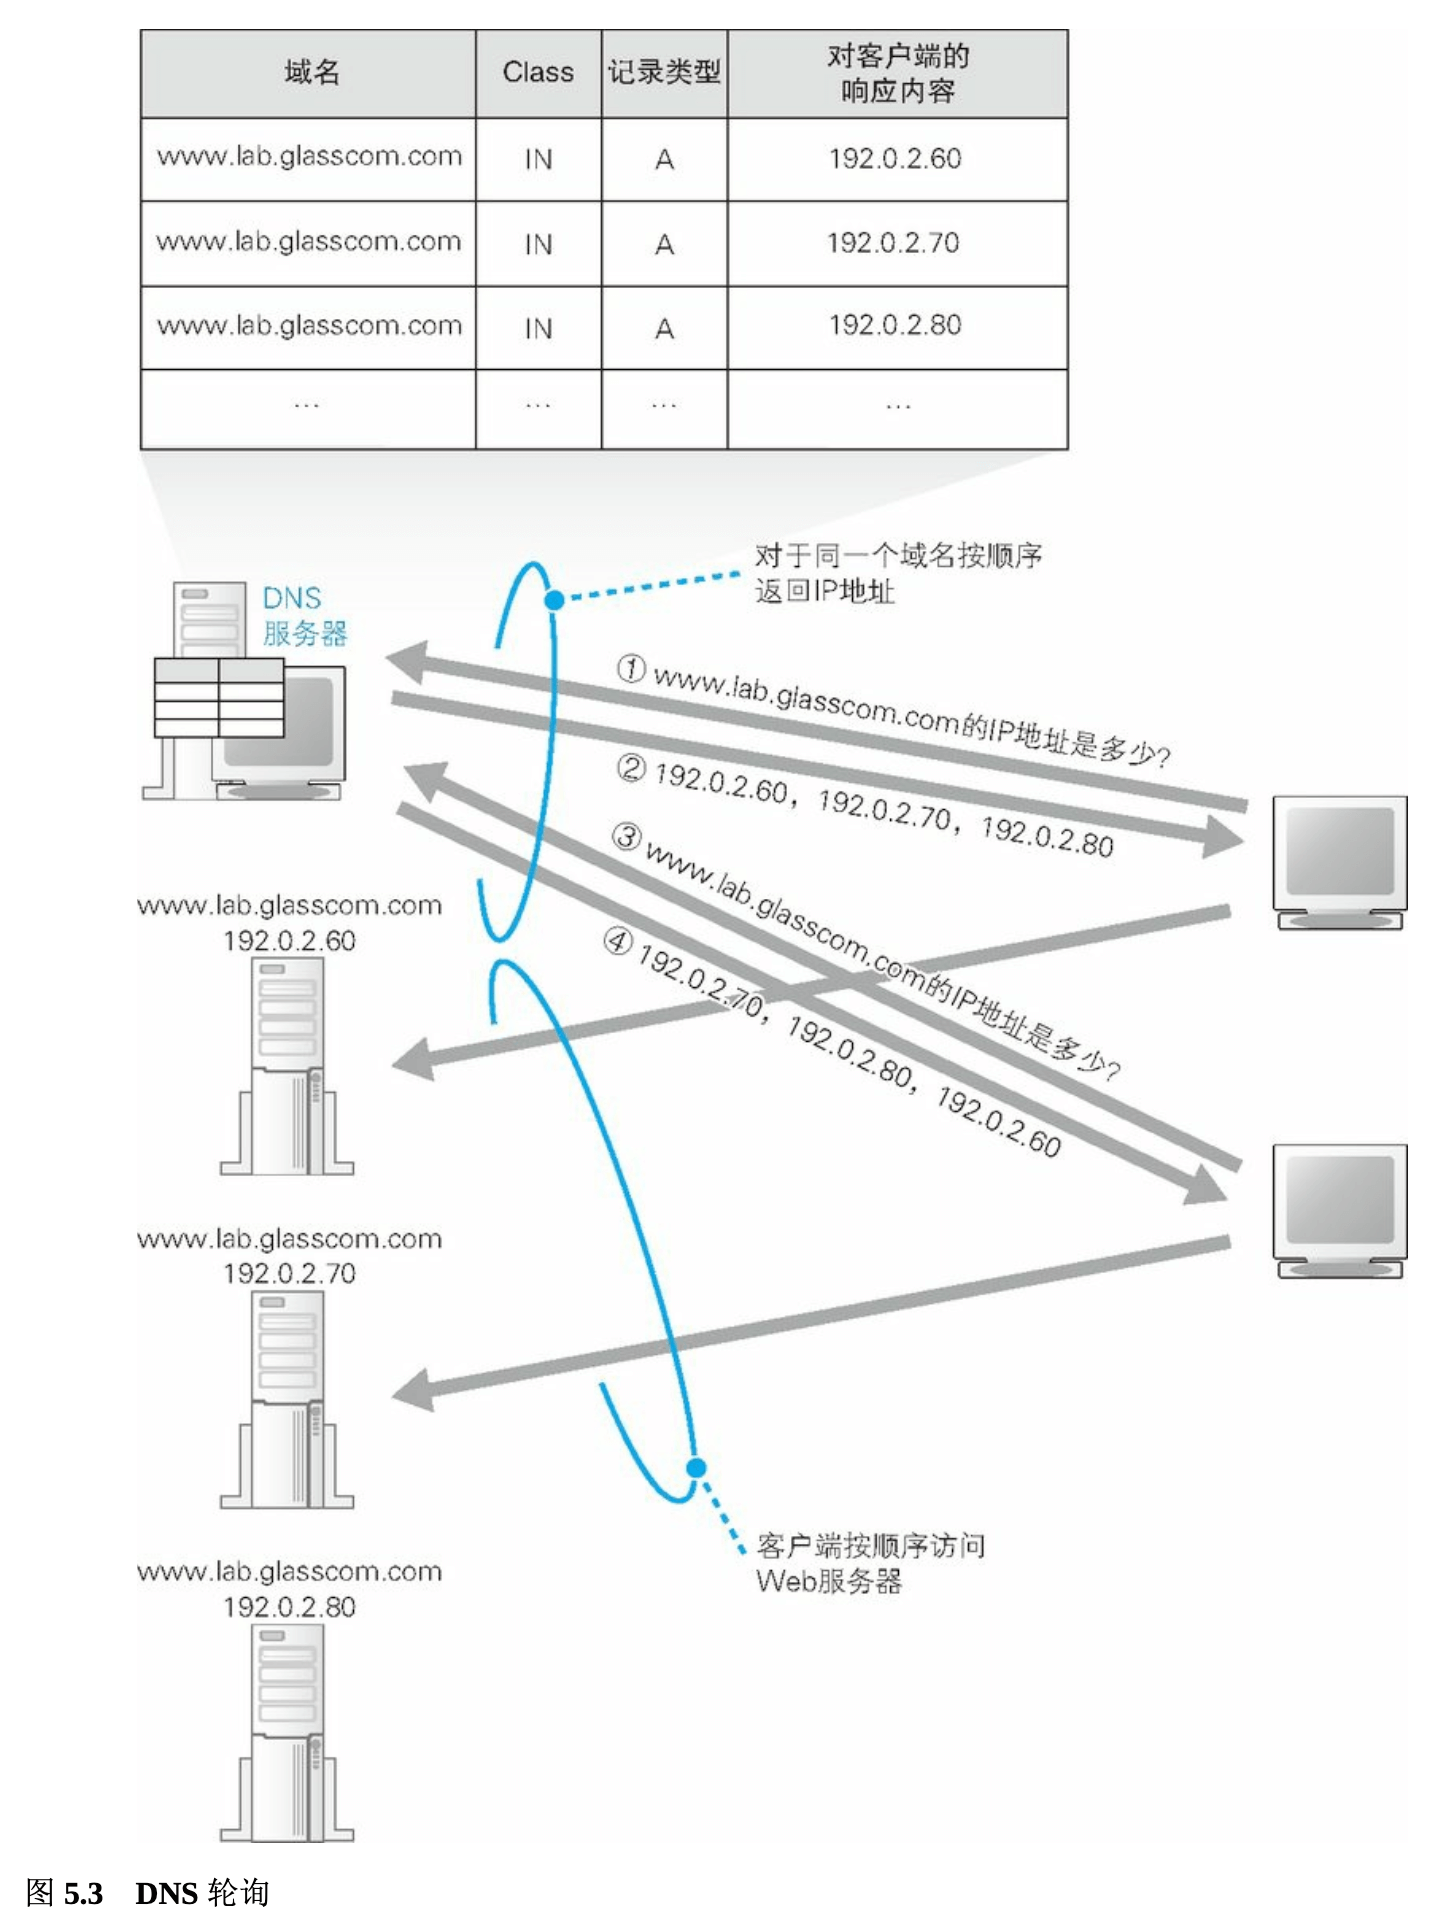 域名 Class 记录类型 对客户端的
响应内容
www.lab.glasscom.com IN A 192.0.2.60
www.lab.glasscom.com IN A 192.0.2.70
www.lab.glasscom.com IN A 192.0.2.80
… … … …
对于同一个域名按顺序
返回IP地址
DNS
服务器
① www.lab.glasscom.com的IP地址是多少?
② 192.0.2.60，192.0.2.70，192.0.2.80
③ www.lab.glasscom.com的IP地址是多少?
④ 192.0.2.70，192.0.2.80，192.0.2.60
www.lab.glasscom.com
192.0.2.60
www.lab.glasscom.com
192.0.2.70
客户端按顺序访问
Web服务器
www.lab.glasscom.com
192.0.2.80
图 5.3 DNS 轮询